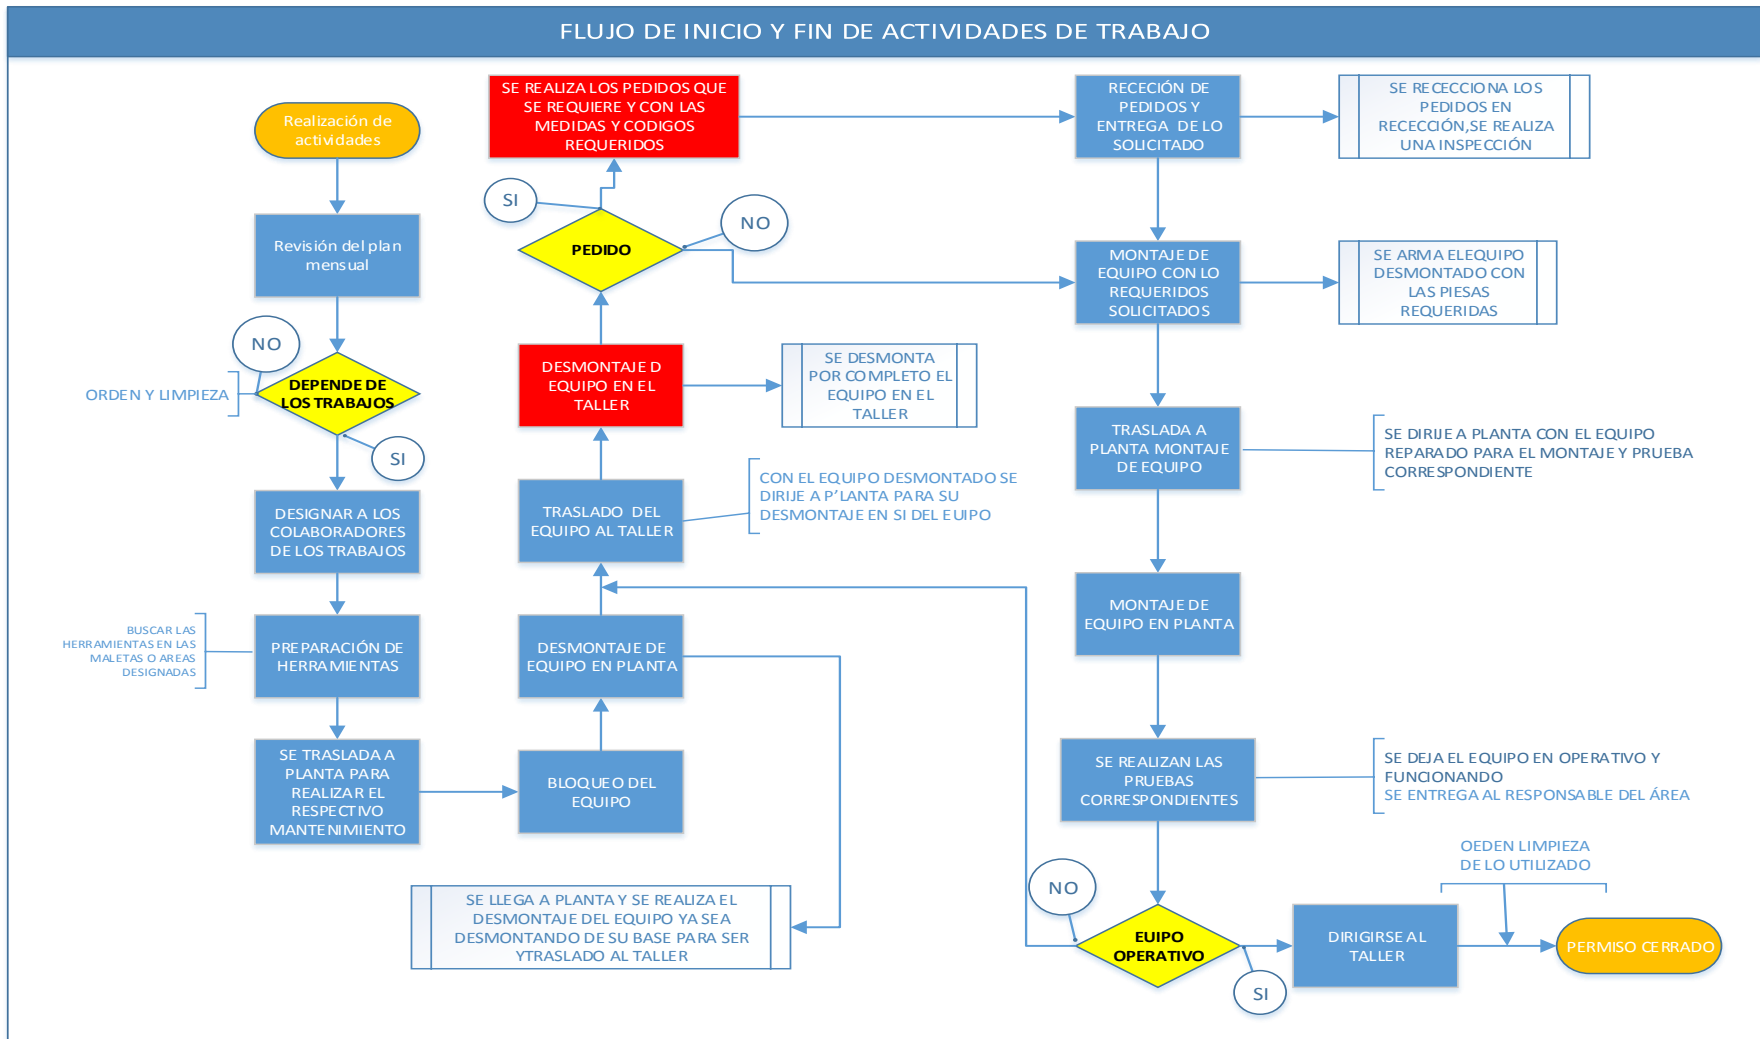 FLUJO DE INICIO Y FIN DE ACTIVIDADES DE TRABAJO
Realización de
actividades
Revisión del plan
mensual
NO
ORDEN Y LIMPIEZA
DEPENDE DE
LOS TRABAJOS
SI
DESIGNAR A LOS
COLABORADORES
DE LOS TRABAJOS
BUSCAR LAS
HERRAMIENTAS EN LAS
MALETAS O AREAS
DESIGNADAS
PREPARACIÓN DE
HERRAMIENTAS
SE TRASLADA A
PLANTA PARA
REALIZAR EL
RESPECTIVO
MANTENIMIENTO
SE REALIZA LOS PEDIDOS QUE
SE REQUIERE Y CON LAS
MEDIDAS Y CODIGOS
REQUERIDOS
SI
NO
PEDIDO
DESMONTAJE D
EQUIPO EN EL
TALLER
SE DESMONTA
POR COMPLETO EL
EQUIPO EN EL
TALLER
TRASLADO DEL
EQUIPO AL TALLER
CON EL EQUIPO DESMONTADO SE
DIRIJE A P'LANTA PARA SU
DESMONTAJE EN SI DEL EUIPO
DESMONTAJE DE
EQUIPO EN PLANTA
BLOQUEO DEL
EQUIPO
SE LLEGA A PLANTA Y SE REALIZA EL
DESMONTAJE DEL EQUIPO YA SEA
DESMONTANDO DE SU BASE PARA SER
YTRASLADO AL TALLER
RECECIÓN DE
PEDIDOS Y
ENTREGA DE LO
SOLICITADO
SE RECECCIONA LOS
PEDIDOS EN
RECECCIÓN,SE REALIZA
UNA INSPECCIÓN
MONTAJE DE
EQUIPO CON LO
REQUERIDOS
SOLICITADOS
SE ARMA ELEQUIPO
DESMONTADO CON
LAS PIESAS
REQUERIDAS
TRASLADA A
PLANTA MONTAJE
DE EQUIPO
SE DIRIJE A PLANTA CON EL EQUIPO
REPARADO PARA EL MONTAJE Y PRUEBA
CORRESPONDIENTE
MONTAJE DE
EQUIPO EN PLANTA
SE REALIZAN LAS
PRUEBAS
CORRESPONDIENTES
SE DEJA EL EQUIPO EN OPERATIVO Y
FUNCIONANDO
SE ENTREGA AL RESPONSABLE DEL ÁREA
NO
EUIPO
OPERATIVO
SI
DIRIGIRSE AL
TALLER
OEDEN LIMPIEZA
DE LO UTILIZADO
PERMISO CERRADO